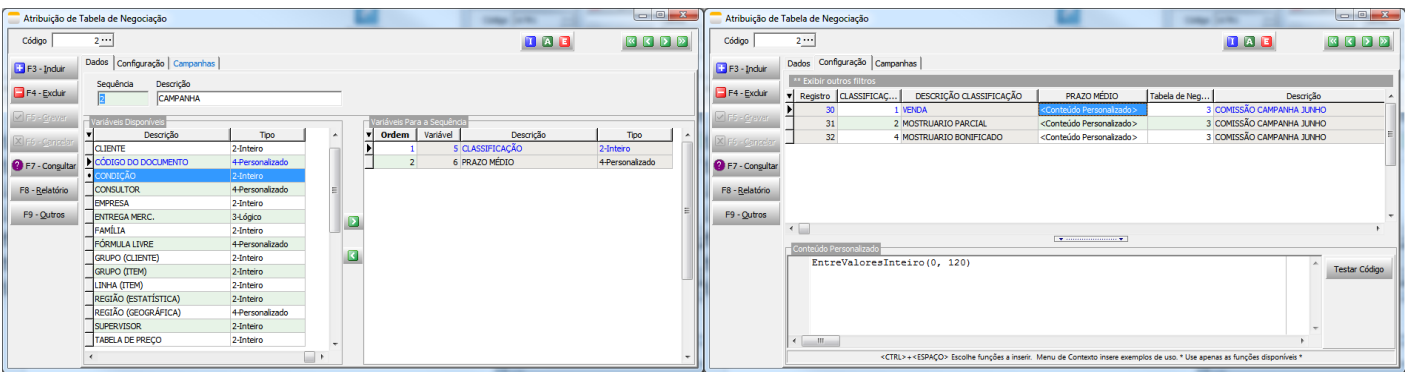 Atribuição de Tabela de Negociação
Código 2 ...
I A E
F3 - Incluir
F4 - Excluir
F5 - Gravar
F6 - Cancelar
F7 - Consultar
F8 - Relatório
F9 - Outros
Dados Configuração Campanhas
Sequência Descrição
2 CAMPANHA
Variáveis Disponíveis
Descrição Tipo
CLIENTE 2-Inteiro
CÓDIGO DO DOCUMENTO 4-Personalizado
CONDIÇÃO 2-Inteiro
CONSULTOR 4-Personalizado
EMPRESA 2-Inteiro
ENTREGA MERC. 3-Lógico
FAMÍLIA 2-Inteiro
FÓRMULA LIVRE 4-Personalizado
GRUPO (CLIENTE) 2-Inteiro
GRUPO (ITEM) 2-Inteiro
LINHA (ITEM) 2-Inteiro
REGIÃO (ESTATÍSTICA) 2-Inteiro
REGIÃO (GEOGRÁFICA) 4-Personalizado
SUPERVISOR 2-Inteiro
TABELA DE PREÇO 2-Inteiro
Variáveis Para a Sequência
Ordem Variável Descrição Tipo
1 5 CLASSIFICAÇÃO 2-Inteiro
2 6 PRAZO MÉDIO 4-Personalizado
Atribuição de Tabela de Negociação
Código 2 ...
I A E
F3 - Incluir
F4 - Excluir
F5 - Gravar
F6 - Cancelar
F7 - Consultar
F8 - Relatório
F9 - Outros
Dados Configuração Campanhas
** Exibir outros filtros
Registro CLASSIFICAÇ... DESCRIÇÃO CLASSIFICAÇÃO PRAZO MÉDIO Tabela de Neg... Descrição
30 1 VENDA <Conteúdo Personalizado> 3 COMISSÃO CAMPANHA JUNHO
31 2 MOSTRUARIO PARCIAL <Conteúdo Personalizado> 3 COMISSÃO CAMPANHA JUNHO
32 4 MOSTRUARIO BONIFICADO <Conteúdo Personalizado> 3 COMISSÃO CAMPANHA JUNHO
Conteúdo Personalizado
EntreValoresInteiro(0, 120)
Testar Código
<CTRL>+<ESPAÇO> Escolhe funções a inserir. Menu de Contexto insere exemplos de uso. * Use apenas as funções disponíveis *